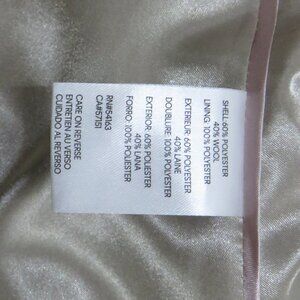 SHELL: 60% POLYESTER
40% WOOL
LINING: 100% POLYESTER
EXTERIEUR: 60% POLYESTER
40% LAINE
DOUBLURE: 100% POLYESTER
EXTERIOR: 60% POLIESTER
40% LANA
FORRO: 100% POLIESTER
RN#54163
CA#57151
CARE ON REVERSE
ENTRETIEN AU VERSO
CUIDADO AL REVERSO